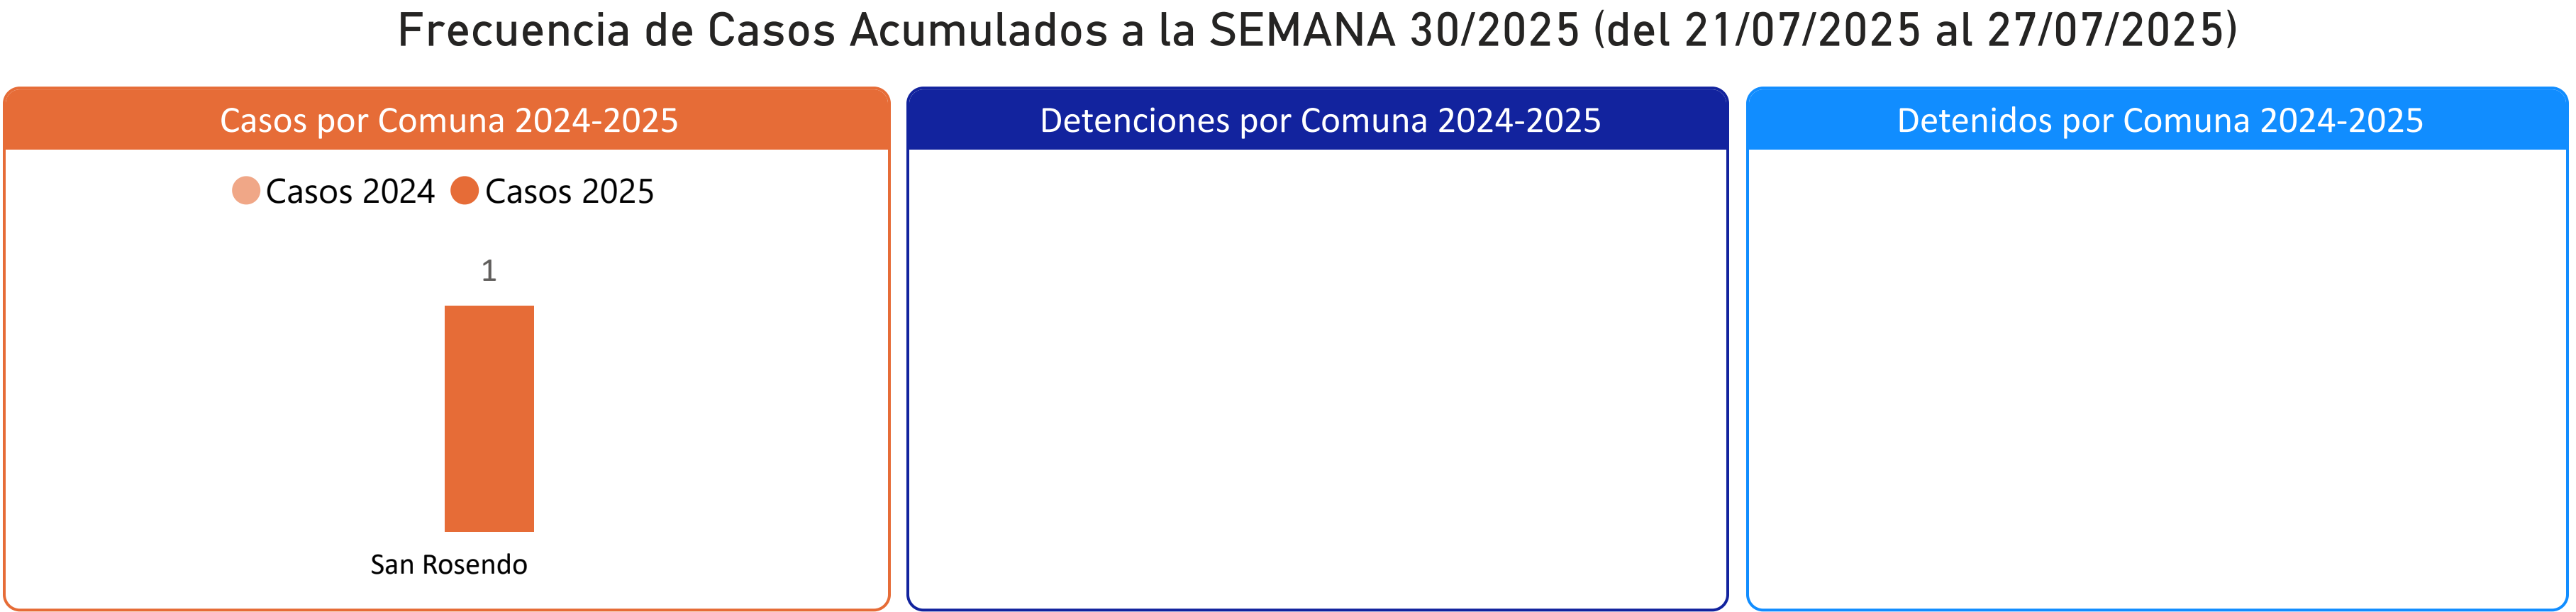 Frecuencia de Casos Acumulados a la SEMANA 30/2025 (del 21/07/2025 al 27/07/2025)
Casos por Comuna 2024-2025
Casos 2024 Casos 2025
1
San Rosendo
Detenciones por Comuna 2024-2025
Detenidos por Comuna 2024-2025